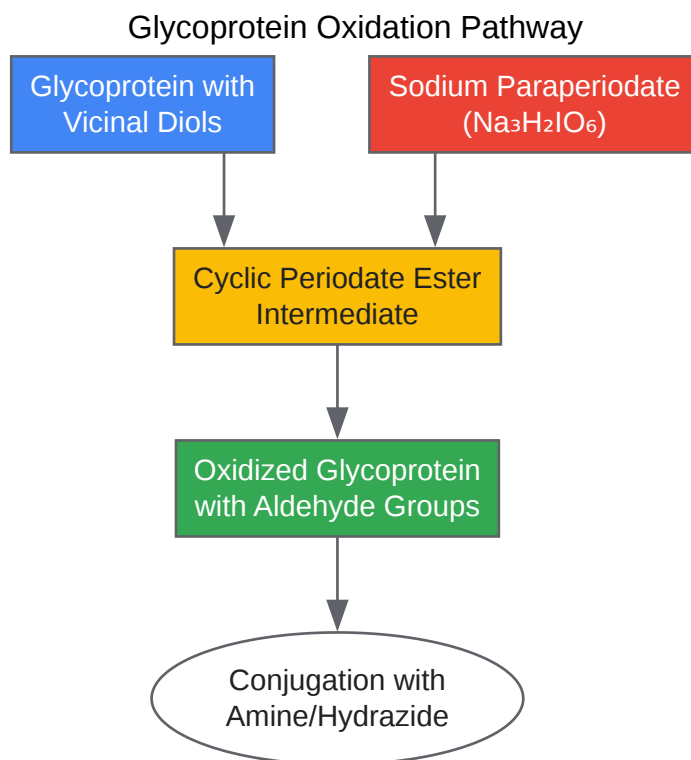 Glycoprotein Oxidation Pathway
Glycoprotein with
Vicinal Diols
Sodium Paraperiodate
(Na₃H₂IO₆)
Cyclic Periodate Ester
Intermediate
Oxidized Glycoprotein
with Aldehyde Groups
Conjugation with
Amine/Hydrazide